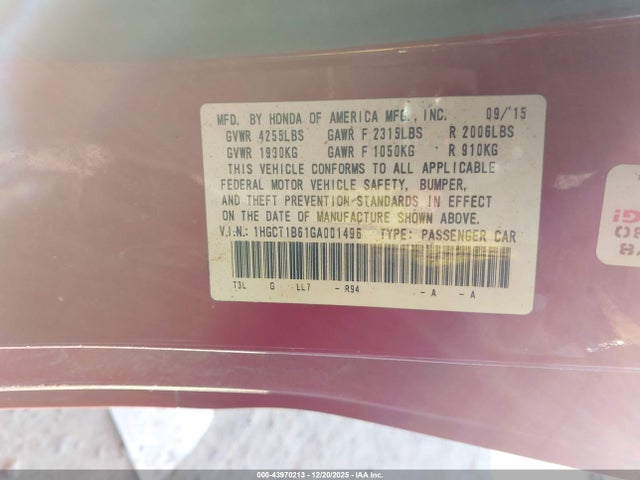 MFD. BY HONDA OF AMERICA MFG., INC. 09/'15
GVWR 4255LBS GAWR F 2315LBS R 2006LBS
GVWR 1930KG GAWR F 1050KG R 910KG
THIS VEHICLE CONFORMS TO ALL APPLICABLE
FEDERAL MOTOR VEHICLE SAFETY, BUMPER,
AND THEFT PREVENTION STANDARDS IN EFFECT
ON THE DATE OF MANUFACTURE SHOWN ABOVE.
V.I.N.: 1HGCT1B61GA001496 TYPE: PASSENGER CAR
T3L G LL7 - R94 - A - A
000-43970213 - 12/20/2025 - IAA Inc.